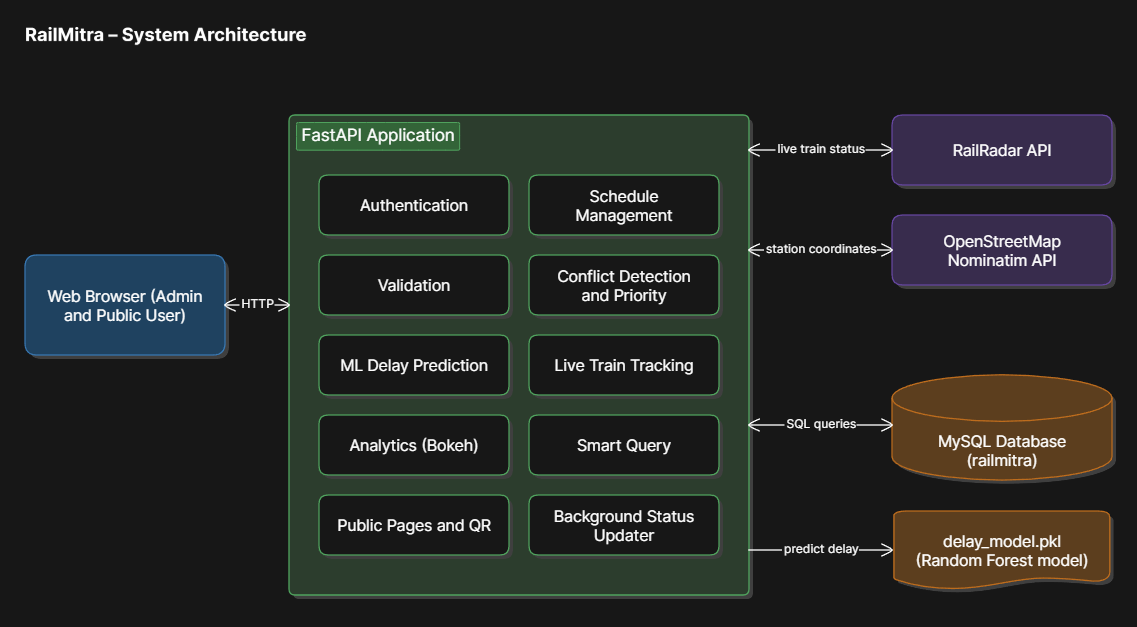 RailMitra – System Architecture
FastAPI Application
Authentication
Schedule
Management
Validation
Conflict Detection
and Priority
ML Delay Prediction
Live Train Tracking
Analytics (Bokeh)
Smart Query
Public Pages and QR
Background Status
Updater
Web Browser (Admin
and Public User)
HTTP
live train status
RailRadar API
station coordinates
OpenStreetMap
Nominatim API
SQL queries
MySQL Database
(railmitra)
predict delay
delay_model.pkl
(Random Forest model)